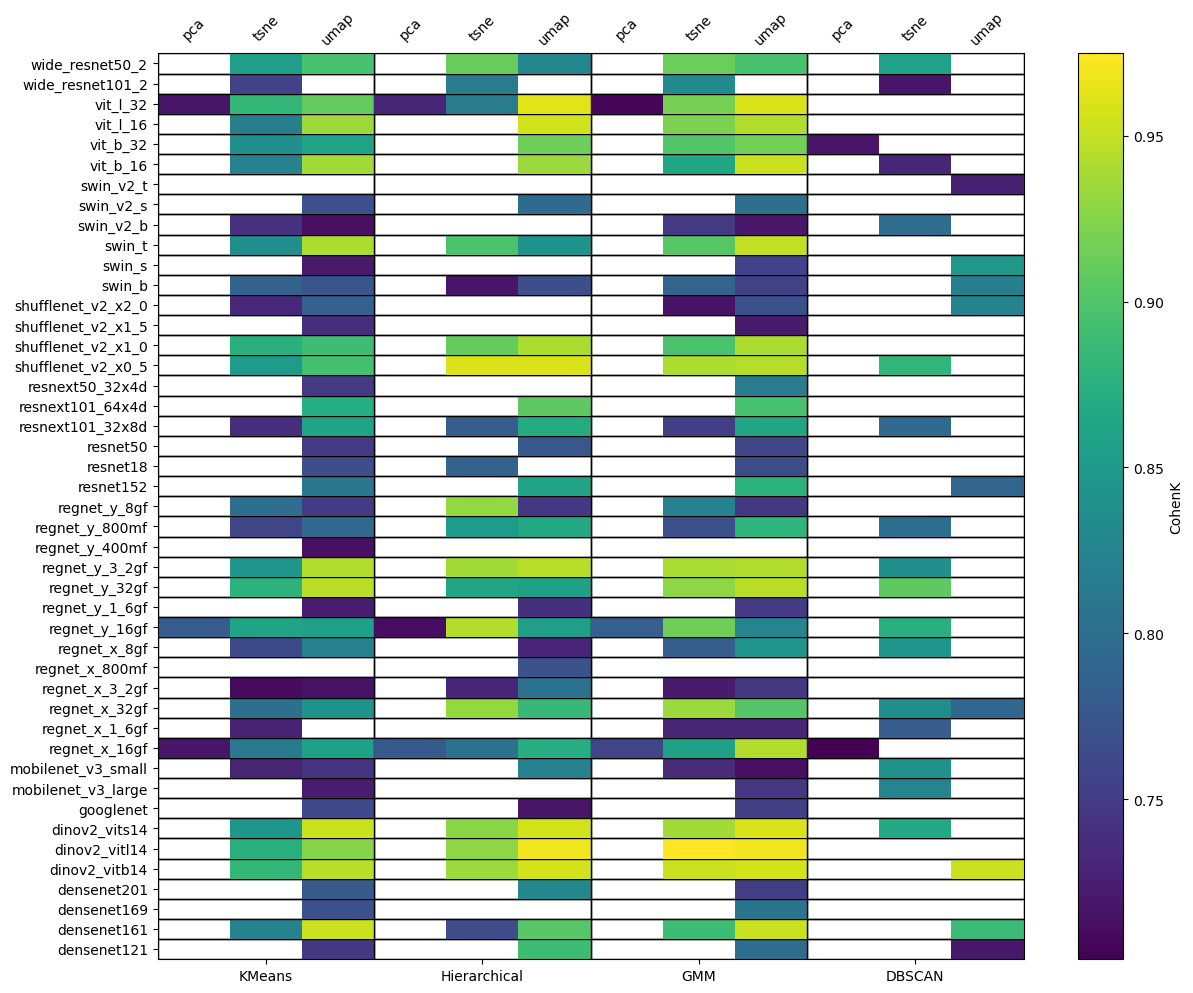 pca tsne umap pca tsne umap pca tsne umap pca tsne umap
wide_resnet50_2
wide_resnet101_2
vit_l_32
vit_l_16
vit_b_32
vit_b_16
swin_v2_t
swin_v2_s
swin_v2_b
swin_t
swin_s
swin_b
shufflenet_v2_x2_0
shufflenet_v2_x1_5
shufflenet_v2_x1_0
shufflenet_v2_x0_5
resnext50_32x4d
resnext101_64x4d
resnext101_32x8d
resnet50
resnet18
resnet152
regnet_y_8gf
regnet_y_800mf
regnet_y_400mf
regnet_y_3_2gf
regnet_y_32gf
regnet_y_1_6gf
regnet_y_16gf
regnet_x_8gf
regnet_x_800mf
regnet_x_3_2gf
regnet_x_32gf
regnet_x_1_6gf
regnet_x_16gf
mobilenet_v3_small
mobilenet_v3_large
googlenet
dinov2_vits14
dinov2_vitl14
dinov2_vitb14
densenet201
densenet169
densenet161
densenet121
KMeans Hierarchical GMM DBSCAN
0.95
0.90
0.85
0.80
0.75
CohenK